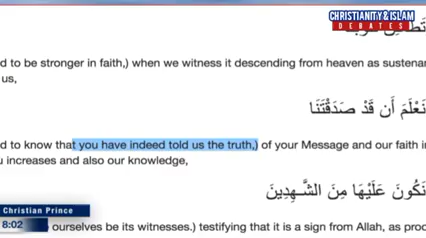 CHRISTIANITY & ISLAM
DEBATES
d to be stronger in faith,) when we witness it descending from heaven as sustena
us,
نَعْلَمَ أَن قَدْ صَدَقْتَنَا
d to know that you have indeed told us the truth,) of your Message and our faith in
u increases and also our knowledge,
نَكُونَ عَلَيْهَا مِنَ الشَّـهِدِينَ
Christian Prince
8:02
ourselves be its witnesses.) testifying that it is a sign from Allah, as proo